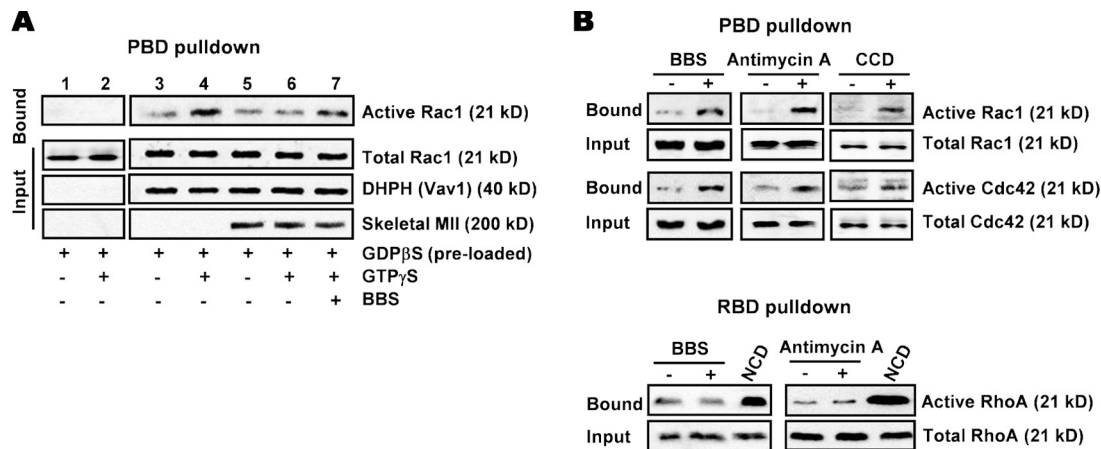 A
PBD pulldown
1 2 3 4 5 6 7
Bound
Active Rac1 (21 kD)
Input
Total Rac1 (21 kD)
DHPH (Vav1) (40 kD)
Skeletal MII (200 kD)
+ + + + + + + GDPβS (pre-loaded)
- + - + - + + GTPγS
- - - - - - + BBS
B
PBD pulldown
BBS Antimycin A CCD
- + - + - +
Bound Active Rac1 (21 kD)
Input Total Rac1 (21 kD)
Bound Active Cdc42 (21 kD)
Input Total Cdc42 (21 kD)
RBD pulldown
BBS NCD Antimycin A NCD
- + - +
Bound Active RhoA (21 kD)
Input Total RhoA (21 kD)